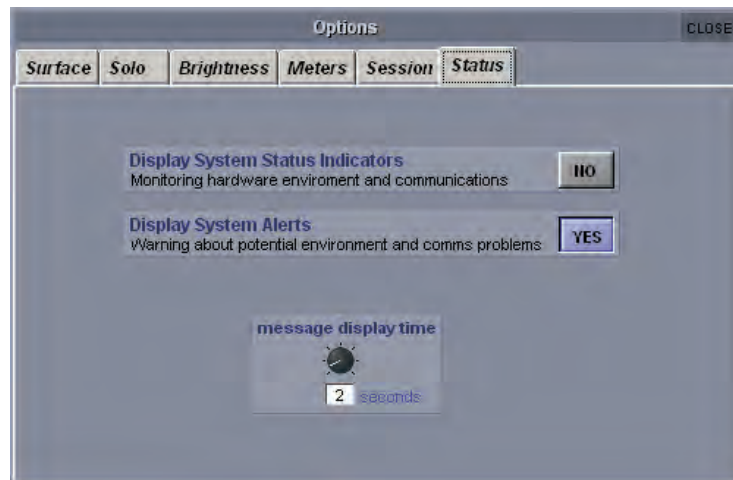 Options
CLOSE
Surface Solo Brightness Meters Session Status
Display System Status Indicators
Monitoring hardware enviroment and communications
NO
Display System Alerts
Warning about potential environment and comms problems
YES
message display time
2 seconds